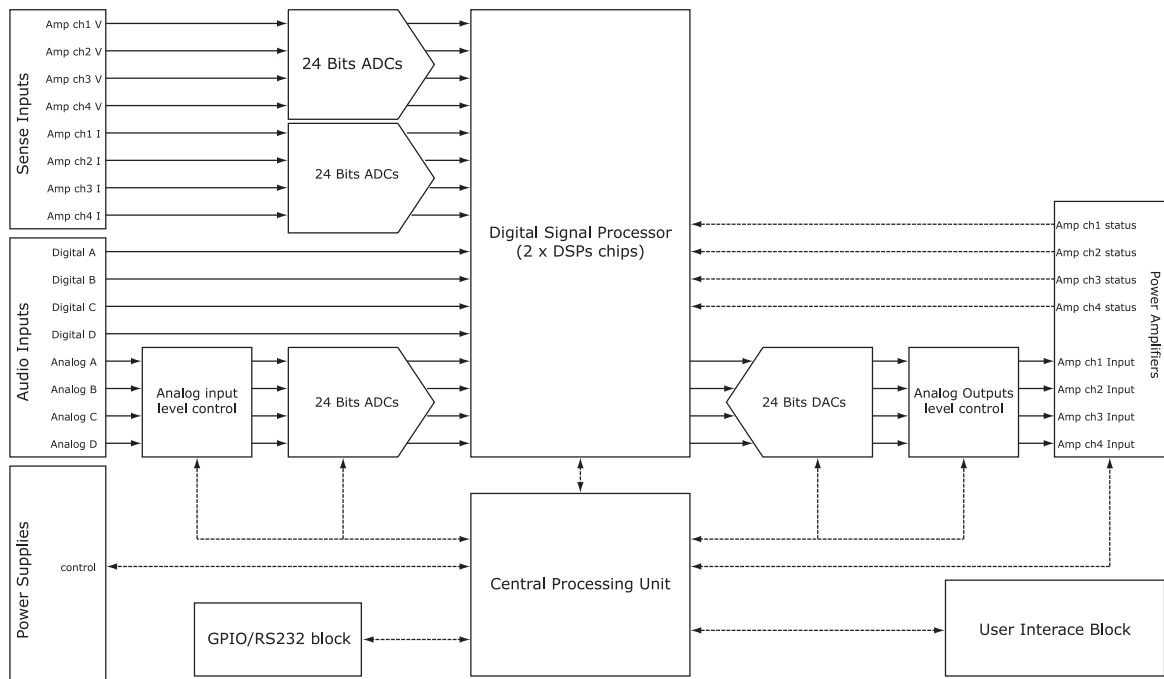 Sense Inputs
Amp ch1 V
Amp ch2 V
Amp ch3 V
Amp ch4 V
Amp ch1 I
Amp ch2 I
Amp ch3 I
Amp ch4 I
24 Bits ADCs
24 Bits ADCs
Digital Signal Processor
(2 x DSPs chips)
Audio Inputs
Digital A
Digital B
Digital C
Digital D
Analog A
Analog B
Analog C
Analog D
Analog input
level control
24 Bits ADCs
24 Bits DACs
Analog Outputs
level control
Amp ch1 status
Amp ch2 status
Amp ch3 status
Amp ch4 status
Amp ch1 Input
Amp ch2 Input
Amp ch3 Input
Amp ch4 Input
Power Amplifiers
Power Supplies
control
Central Processing Unit
GPIO/RS232 block
User Interace Block